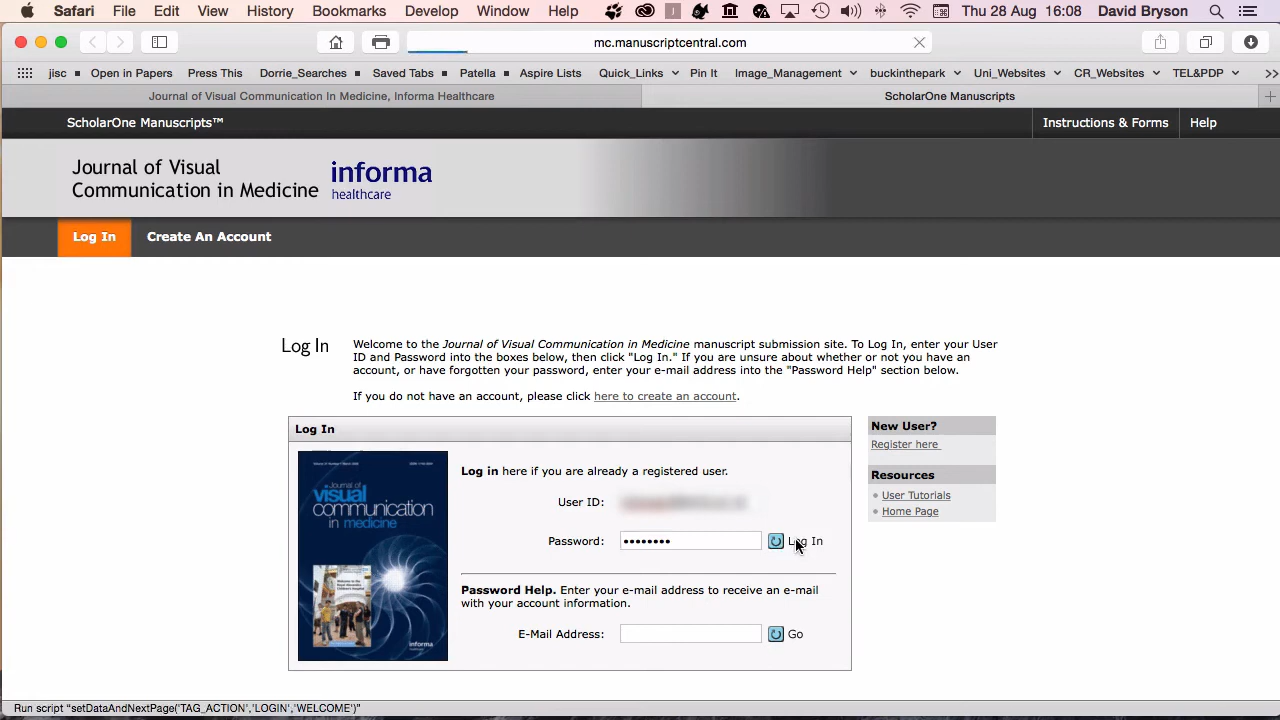 Safari File Edit View History Bookmarks Develop Window Help Thu 28 Aug 16:08 David Bryson
mc.manuscriptcentral.com
jisc Open in Papers Press This Dorrie_Searches Saved Tabs Patella Aspire Lists Quick_Links Pin It Image_Management buckinthepark Uni_Websites CR_Websites TEL&PDP
Journal of Visual Communication In Medicine, Informa Healthcare ScholarOne Manuscripts
ScholarOne Manuscripts™ Instructions & Forms Help
Journal of Visual
Communication in Medicine
informa
healthcare
Log In Create An Account
Log In
Welcome to the Journal of Visual Communication in Medicine manuscript submission site. To Log In, enter your User
ID and Password into the boxes below, then click "Log In." If you are unsure about whether or not you have an
account, or have forgotten your password, enter your e-mail address into the "Password Help" section below.
If you do not have an account, please click here to create an account.
Log In
Journal of
visual
communication
in medicine
informa
Log in here if you are already a registered user.
User ID:
Password: •••••••• Log In
Password Help. Enter your e-mail address to receive an e-mail
with your account information.
E-Mail Address: Go
New User?
Register here
Resources
User Tutorials
Home Page
Run script "setDataAndNextPage('TAG_ACTION','LOGIN','WELCOME')"